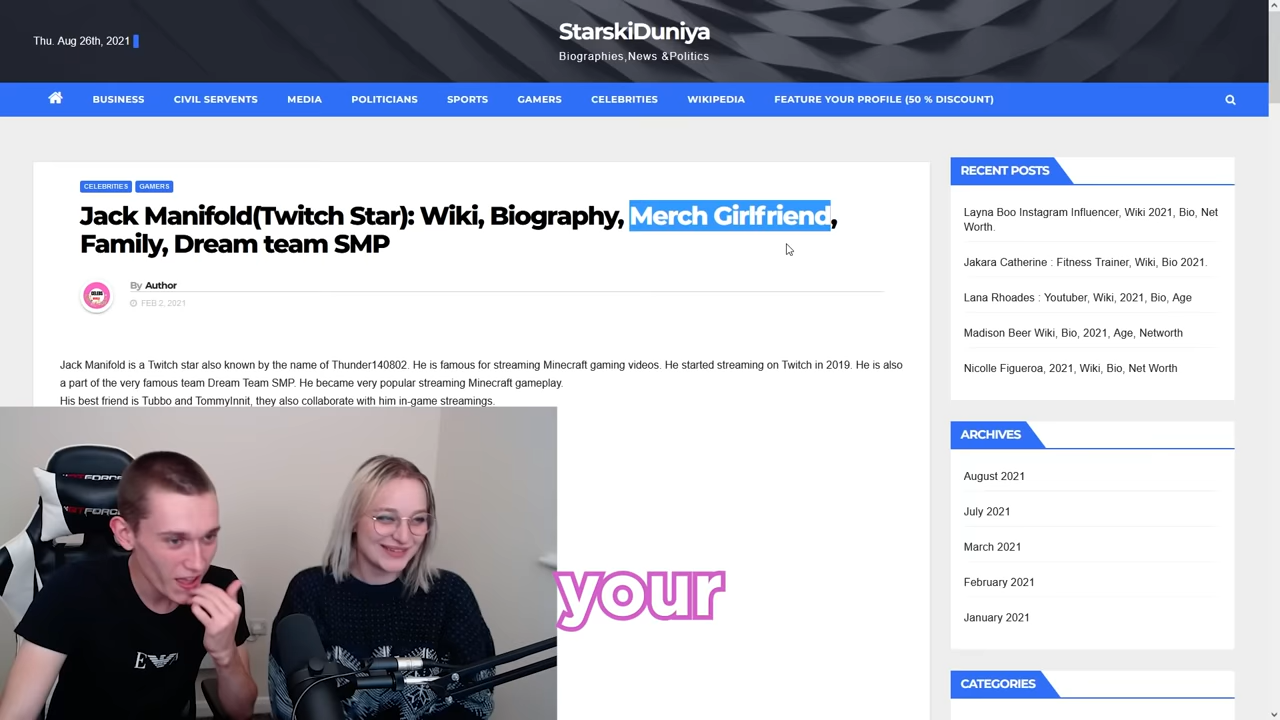 Thu. Aug 26th, 2021
StarskiDuniya
Biographies,News &Politics
BUSINESS
CIVIL SERVENTS
MEDIA
POLITICIANS
SPORTS
GAMERS
CELEBRITIES
WIKIPEDIA
FEATURE YOUR PROFILE (50 % DISCOUNT)
CELEBRITIES
GAMERS
Jack Manifold(Twitch Star): Wiki, Biography, Merch Girlfriend,
Family, Dream team SMP
By Author
FEB 2, 2021
Jack Manifold is a Twitch star also known by the name of Thunder140802. He is famous for streaming Minecraft gaming videos. He started streaming on Twitch in 2019. He is also
a part of the very famous team Dream Team SMP. He became very popular streaming Minecraft gameplay.
His best friend is Tubbo and TommyInnit, they also collaborate with him in-game streamings.
RECENT POSTS
Layna Boo Instagram Influencer, Wiki 2021, Bio, Net
Worth.
Jakara Catherine : Fitness Trainer, Wiki, Bio 2021.
Lana Rhoades : Youtuber, Wiki, 2021, Bio, Age
Madison Beer Wiki, Bio, 2021, Age, Networth
Nicolle Figueroa, 2021, Wiki, Bio, Net Worth
ARCHIVES
August 2021
July 2021
March 2021
February 2021
January 2021
CATEGORIES
your